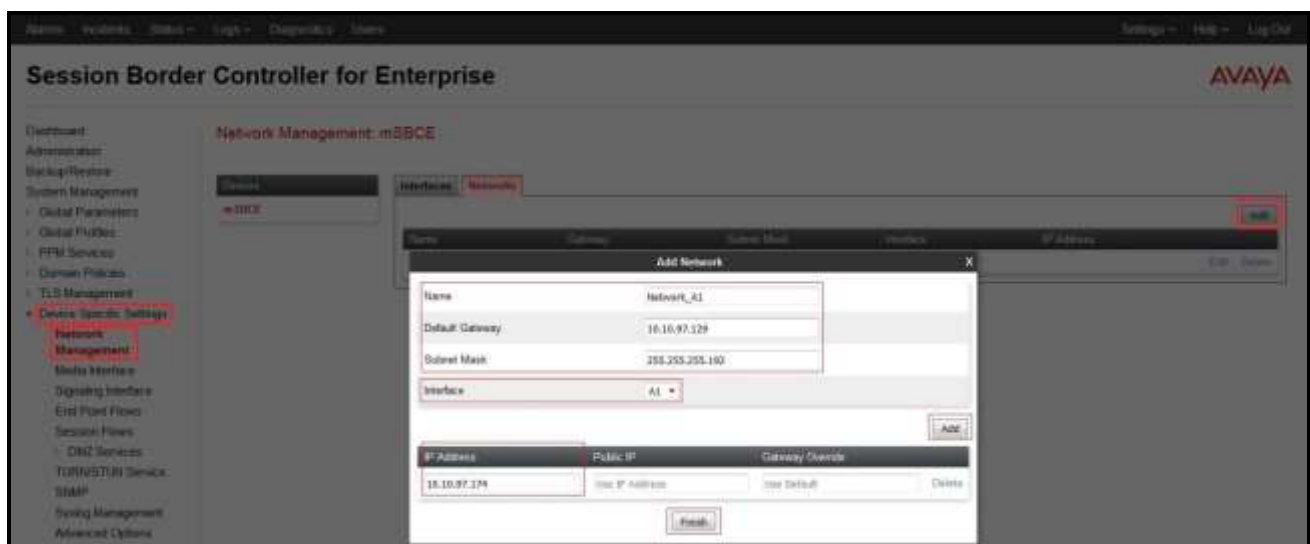 Alarms Incidents Status Logs Diagnostics Users Settings Help Log Out
Session Border Controller for Enterprise
AVAYA
Dashboard
Administration
Backup/Restore
System Management
Global Parameters
Global Profiles
PPM Services
Domain Policies
TLS Management
Device Specific Settings
Network
Management
Media Interface
Signaling Interface
End Point Flows
Session Flows
DMZ Services
TURN/STUN Service
SNMP
Syslog Management
Advanced Options
Network Management: mSBCE
Devices
mSBCE
Interfaces Networks
Add
Name Gateway Subnet Mask Interface IP Address
Edit Delete
Add Network X
Name Network_A1
Default Gateway 10.10.97.129
Subnet Mask 255.255.255.192
Interface A1
Add
IP Address Public IP Gateway Override
10.10.97.174 Use IP Address Use Default Delete
Finish